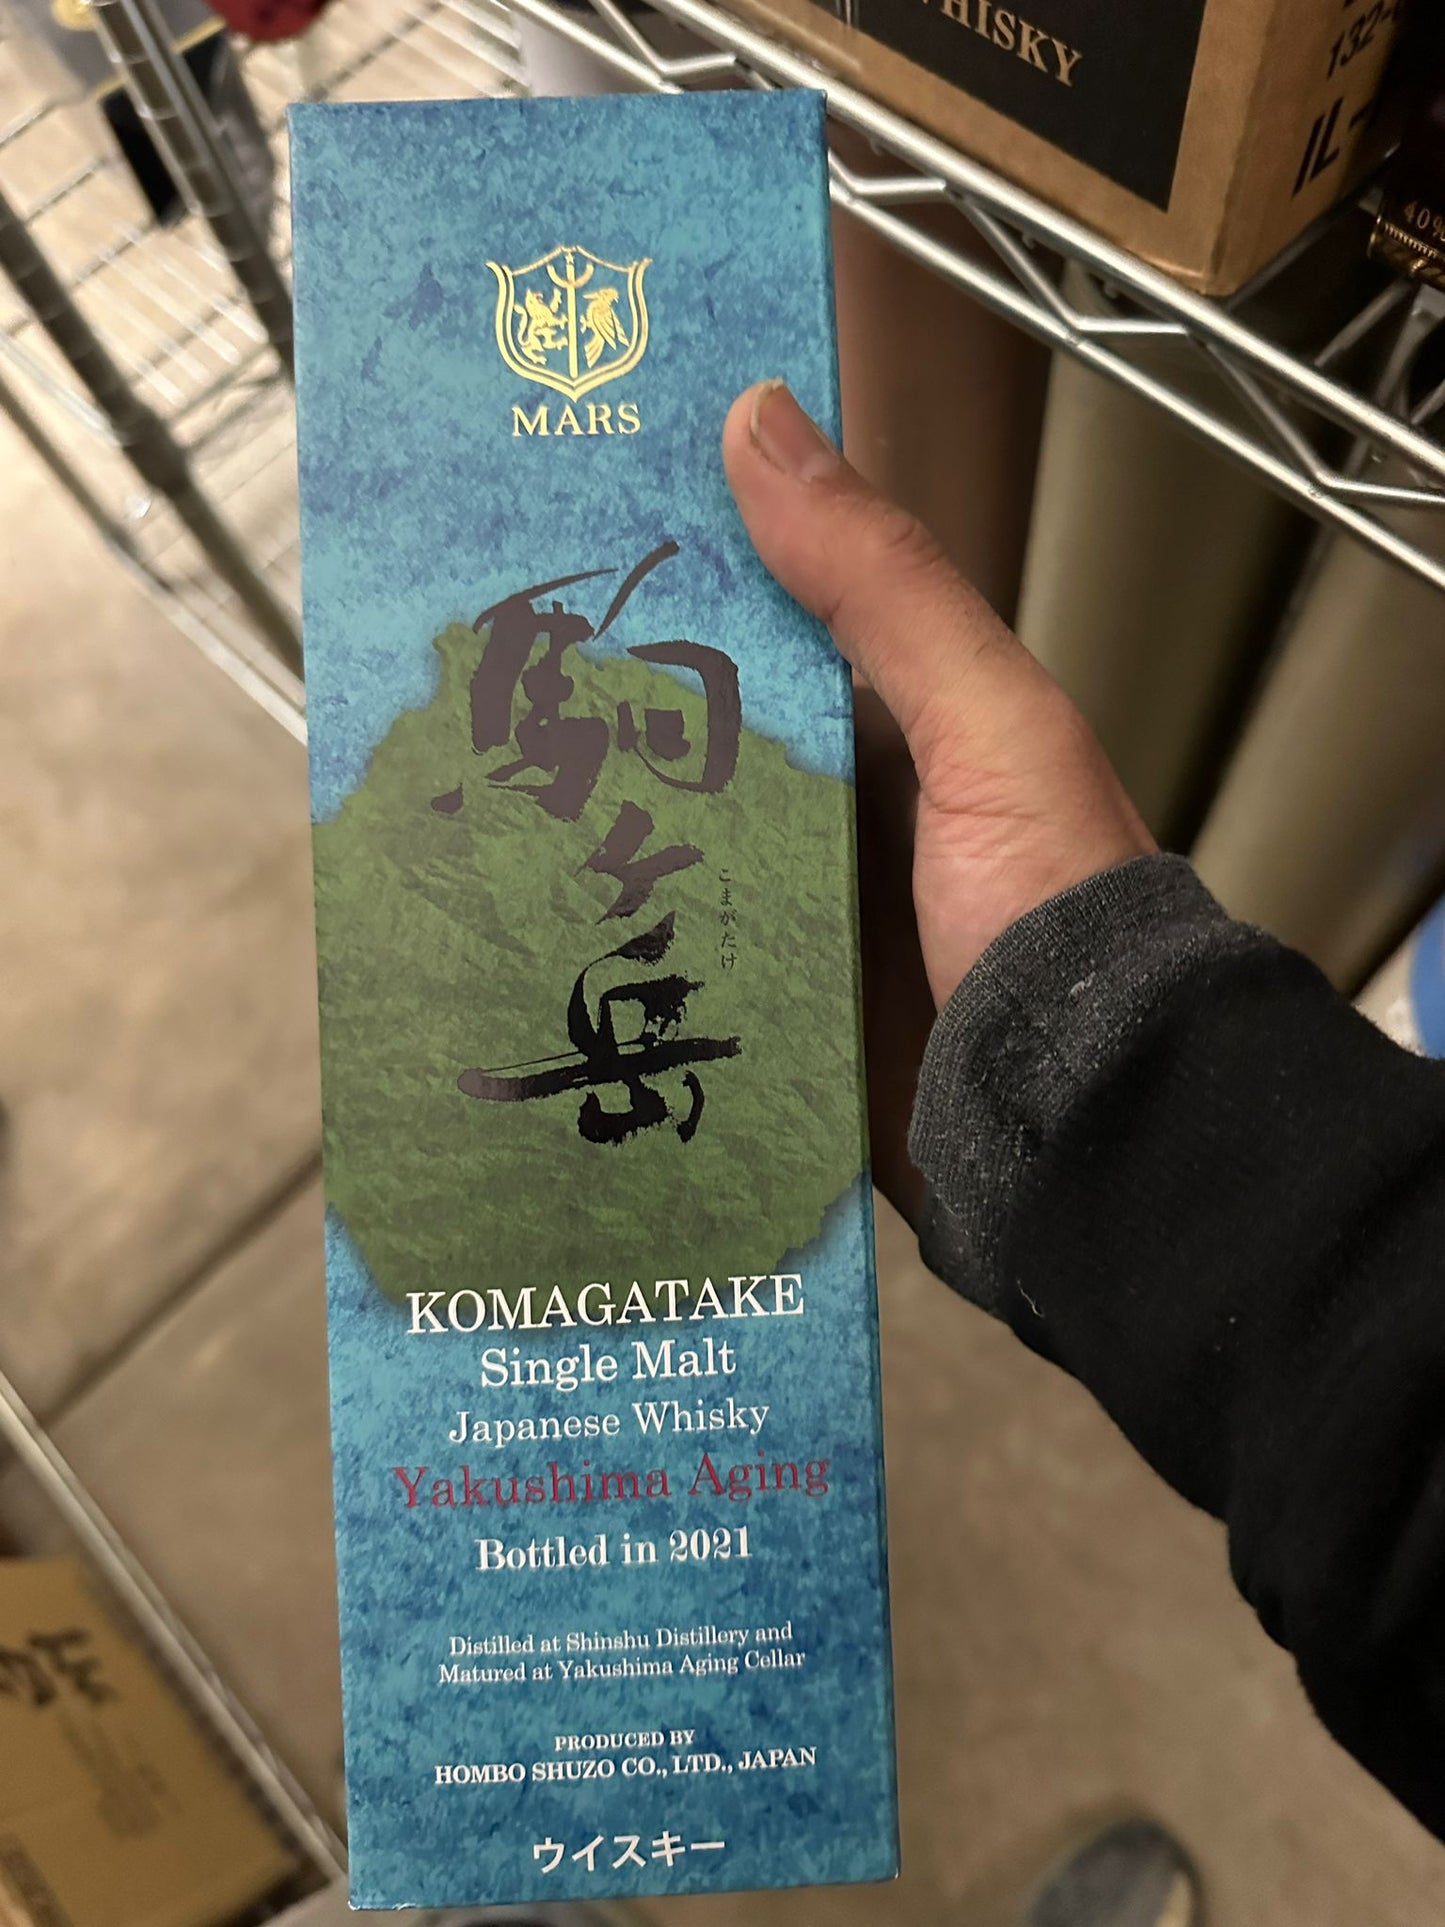 WHISKY
132-
IL-
40%
MARS
駒ヶ岳
こまがたけ
KOMAGATAKE
Single Malt
Japanese Whisky
Yakushima Aging
Bottled in 2021
Distilled at Shinshu Distillery and
Matured at Yakushima Aging Cellar
PRODUCED BY
HOMBO SHUZO CO., LTD., JAPAN
ウイスキー